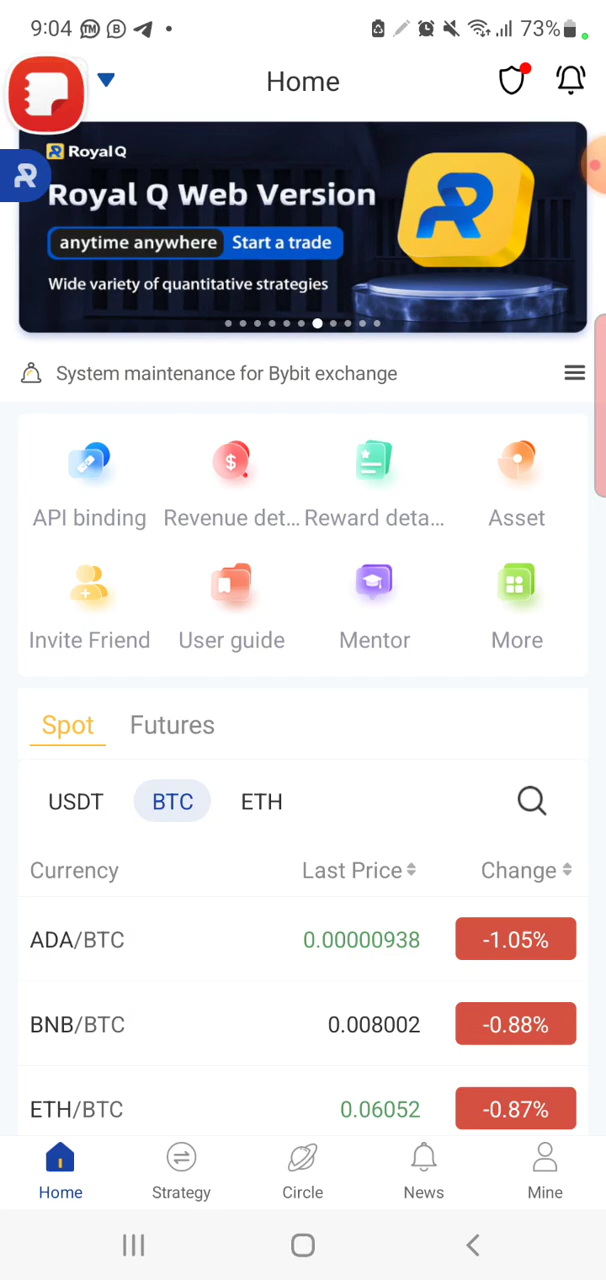 9:04
73%
Home
Royal Q
Royal Q Web Version
anytime anywhere Start a trade
Wide variety of quantitative strategies
System maintenance for Bybit exchange
API binding Revenue det... Reward deta... Asset
Invite Friend User guide Mentor More
Spot Futures
USDT BTC ETH
Currency Last Price Change
ADA/BTC 0.00000938 -1.05%
BNB/BTC 0.008002 -0.88%
ETH/BTC 0.06052 -0.87%
Home Strategy Circle News Mine